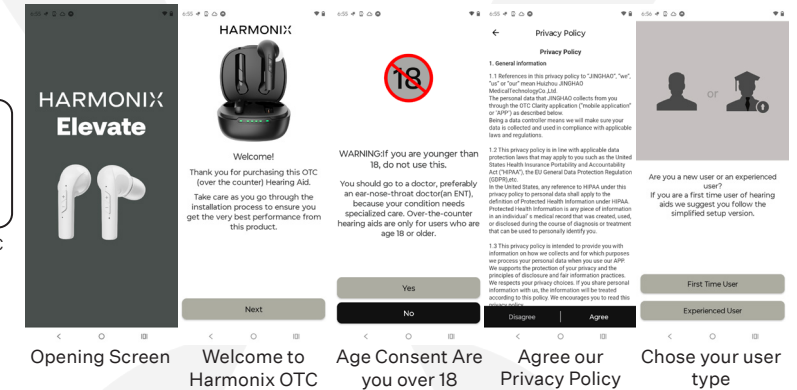 6:55
HARMONIX
Elevate
Opening Screen
6:55
HARMONIX
Welcome!
Thank you for purchasing this OTC
(over the counter) Hearing Aid.
Take care as you go through the
installation process to ensure you
get the very best performance from
this product.
Next
Welcome to
Harmonix OTC
6:55
18
WARNING:If you are younger than
18, do not use this.
You should go to a doctor, preferably
an ear-nose-throat doctor(an ENT),
because your condition needs
specialized care. Over-the-counter
hearing aids are only for users who are
age 18 or older.
Yes
No
Age Consent Are
you over 18
6:55
Privacy Policy
Privacy Policy
1. General information
1.1 References in this privacy policy to "JINGHAO", "we",
"us" or "our" mean Huizhou JINGHAO
MedicalTechnologyCo.,Ltd.
The personal data that JINGHAO collects from you
through the OTC Clarity application ("mobile application"
or "APP") as described below.
Being a data controller means we will make sure your
data is collected and used in compliance with applicable
laws and regulations.
1.2 This privacy policy is in line with applicable data
protection laws that may apply to you such as the United
States Health Insurance Portability and Accountability
Act ("HIPAA"), the EU General Data Protection Regulation
(GDPR),etc.
In the United States, any reference to HIPAA under this
privacy policy to personal data shall apply to the
definition of Protected Health Information under HIPAA.
Protected Health Information is any piece of information
in an individual' s medical record that was created, used,
or disclosed during the course of diagnosis or treatment
that can be used to personally identify you.
1.3 This privacy policy is intended to provide you with
information on how we collect and for which purposes
we process your personal data when you use our APP.
We supports the protection of your privacy and the
principles of disclosure and fair information practices.
We respects your privacy choices. If you share personal
information with us, the information will be treated
according to this policy. We encourages you to read this
privacy policy
Disagree
Agree
Agree our
Privacy Policy
6:56
or
Are you a new user or an experienced
user?
If you are a first time user of hearing
aids we suggest you follow the
simplified setup version.
First Time User
Experienced User
Chose your user
type